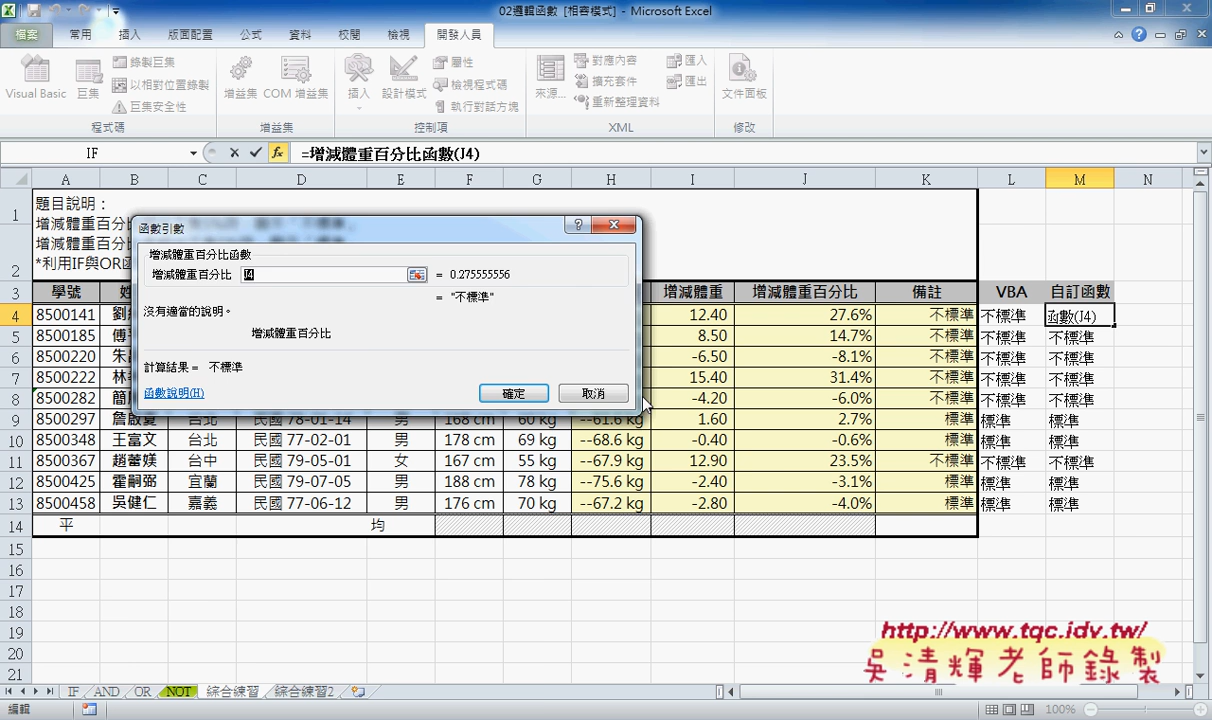 02邏輯函數 [相容模式] - Microsoft Excel
檔案 常用 插入 版面配置 公式 資料 校閱 檢視 開發人員
Visual Basic 巨集 錄製巨集 以相對位置錄製 巨集安全性 增益集 COM 增益集 插入 設計模式 屬性 檢視程式碼 執行對話方塊 來源... 對應內容 擴充套件 重新整理資料 匯入 匯出 文件面板
程式碼 增益集 控制項 XML 修改
IF =增減體重百分比函數(J4)
A B C D E F G H I J K L M N
1 題目說明：
增減體重百分
增減體重百分
2 *利用IF與OR函
3 學號 增減體重 增減體重百分比 備註 VBA 自訂函數
4 8500141 12.40 27.6% 不標準 不標準 函數(J4)
5 8500185 8.50 14.7% 不標準 不標準 不標準
6 8500220 -6.50 -8.1% 不標準 不標準 不標準
7 8500222 15.40 31.4% 不標準 不標準 不標準
8 8500282 -4.20 -6.0% 不標準 不標準 不標準
9 8500297 詹啟夏 台北 民國 78-01-14 男 168 cm 60 kg --61.6 kg 1.60 2.7% 標準 標準 標準
10 8500348 王富文 台北 民國 77-02-01 男 178 cm 69 kg --68.6 kg -0.40 -0.6% 標準 標準 標準
11 8500367 趙蕾媄 台中 民國 79-05-01 女 167 cm 55 kg --67.9 kg 12.90 23.5% 不標準 不標準 不標準
12 8500425 霍嗣弼 宜蘭 民國 79-07-05 男 188 cm 78 kg --75.6 kg -2.40 -3.1% 標準 標準 標準
13 8500458 吳健仁 嘉義 民國 77-06-12 男 176 cm 70 kg --67.2 kg -2.80 -4.0% 標準 標準 標準
14 平 均
15
16
17
18
19
20
21
函數引數
增減體重百分比函數
增減體重百分比 J4 = 0.275555556
= "不標準"
沒有適當的說明。
增減體重百分比
計算結果 = 不標準
函數說明(H) 確定 取消
http://www.tqc.idv.tw/
吳清輝老師錄製
IF AND OR NOT 綜合練習 綜合練習2
編輯 100%